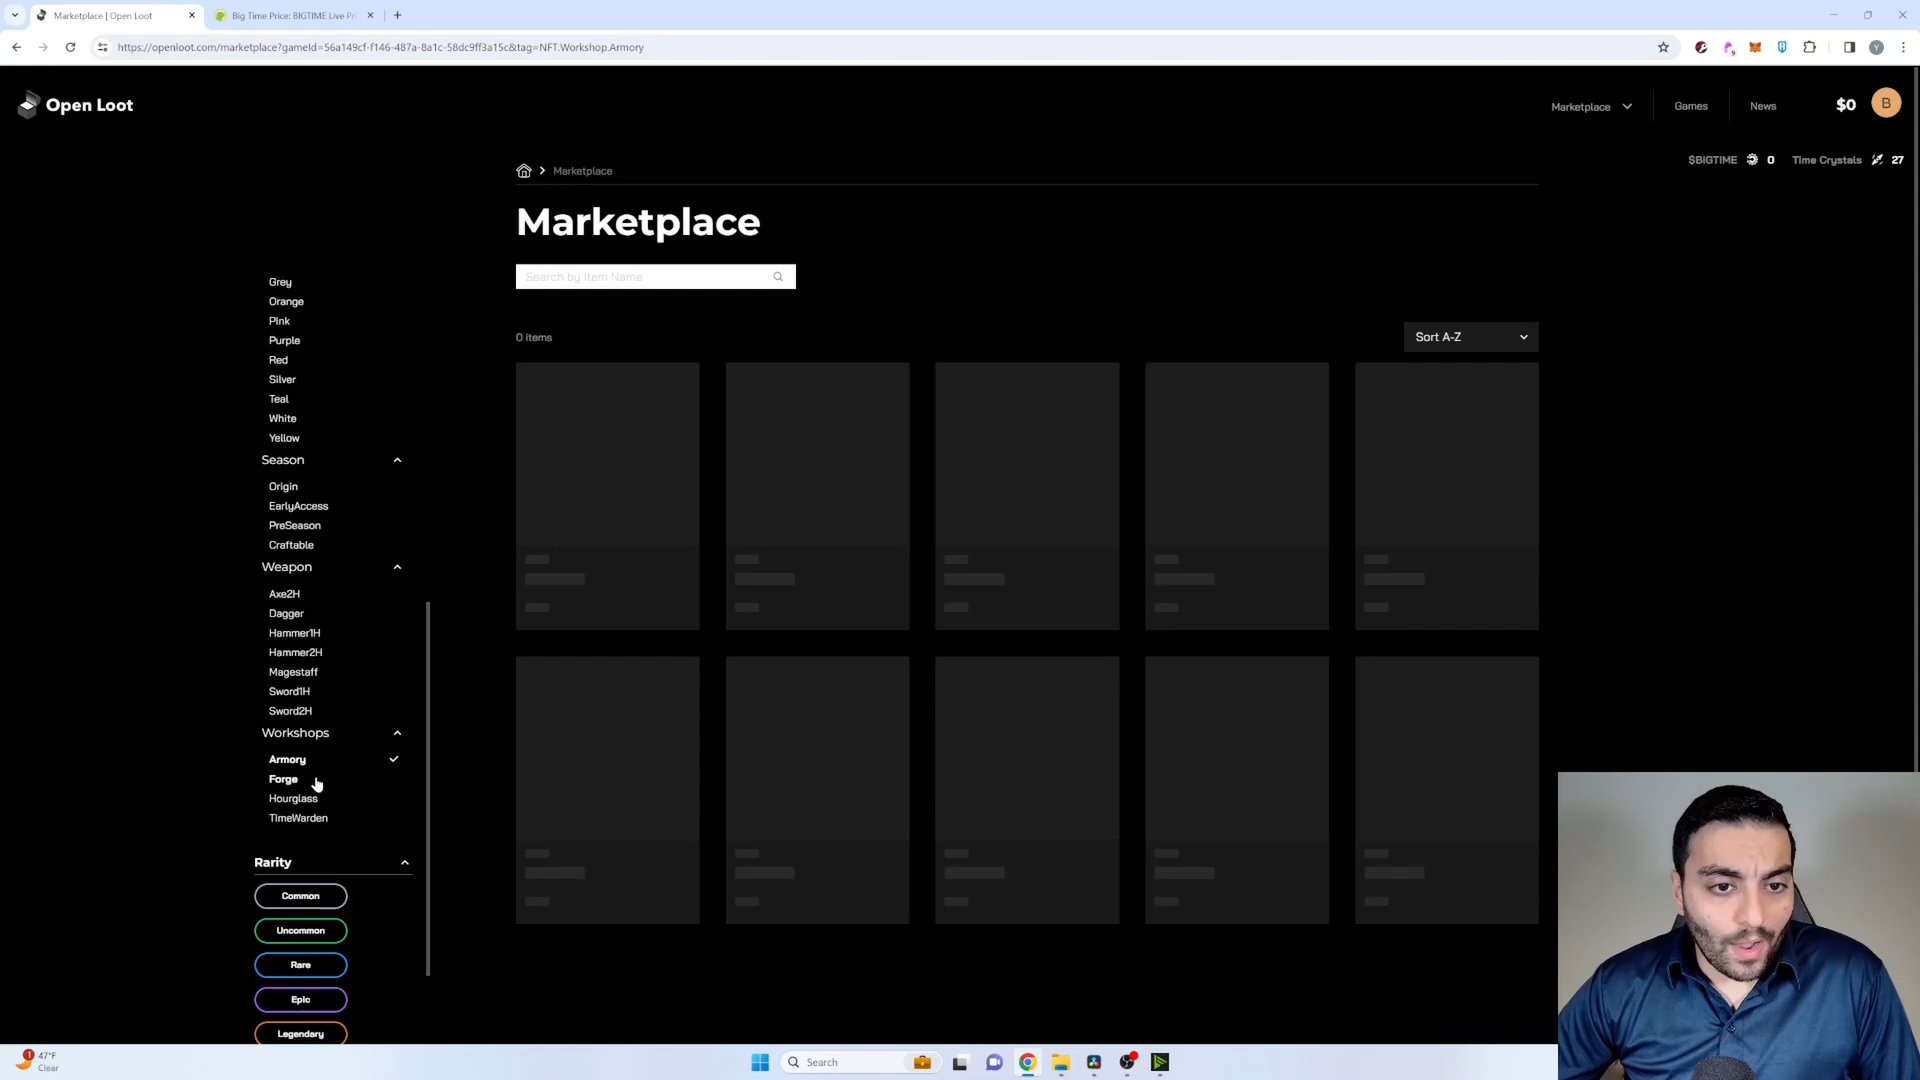 Marketplace | Open Loot
Big Time Price: BIGTIME Live Pri
https://openloot.com/marketplace?gameId=56a149cf-f146-487a-8a1c-58dc9ff3a15c&tag=NFT.Workshop.Armory
Open Loot
Marketplace
Games
News
$0
B
$BIGTIME 0
Time Crystals 27
Marketplace
Marketplace
Search by Item Name
0 items
Sort A-Z
Grey
Orange
Pink
Purple
Red
Silver
Teal
White
Yellow
Season
Origin
EarlyAccess
PreSeason
Craftable
Weapon
Axe2H
Dagger
Hammer1H
Hammer2H
Magestaff
Sword1H
Sword2H
Workshops
Armory
Forge
Hourglass
TimeWarden
Rarity
Common
Uncommon
Rare
Epic
Legendary
1
47°F
Clear
Search